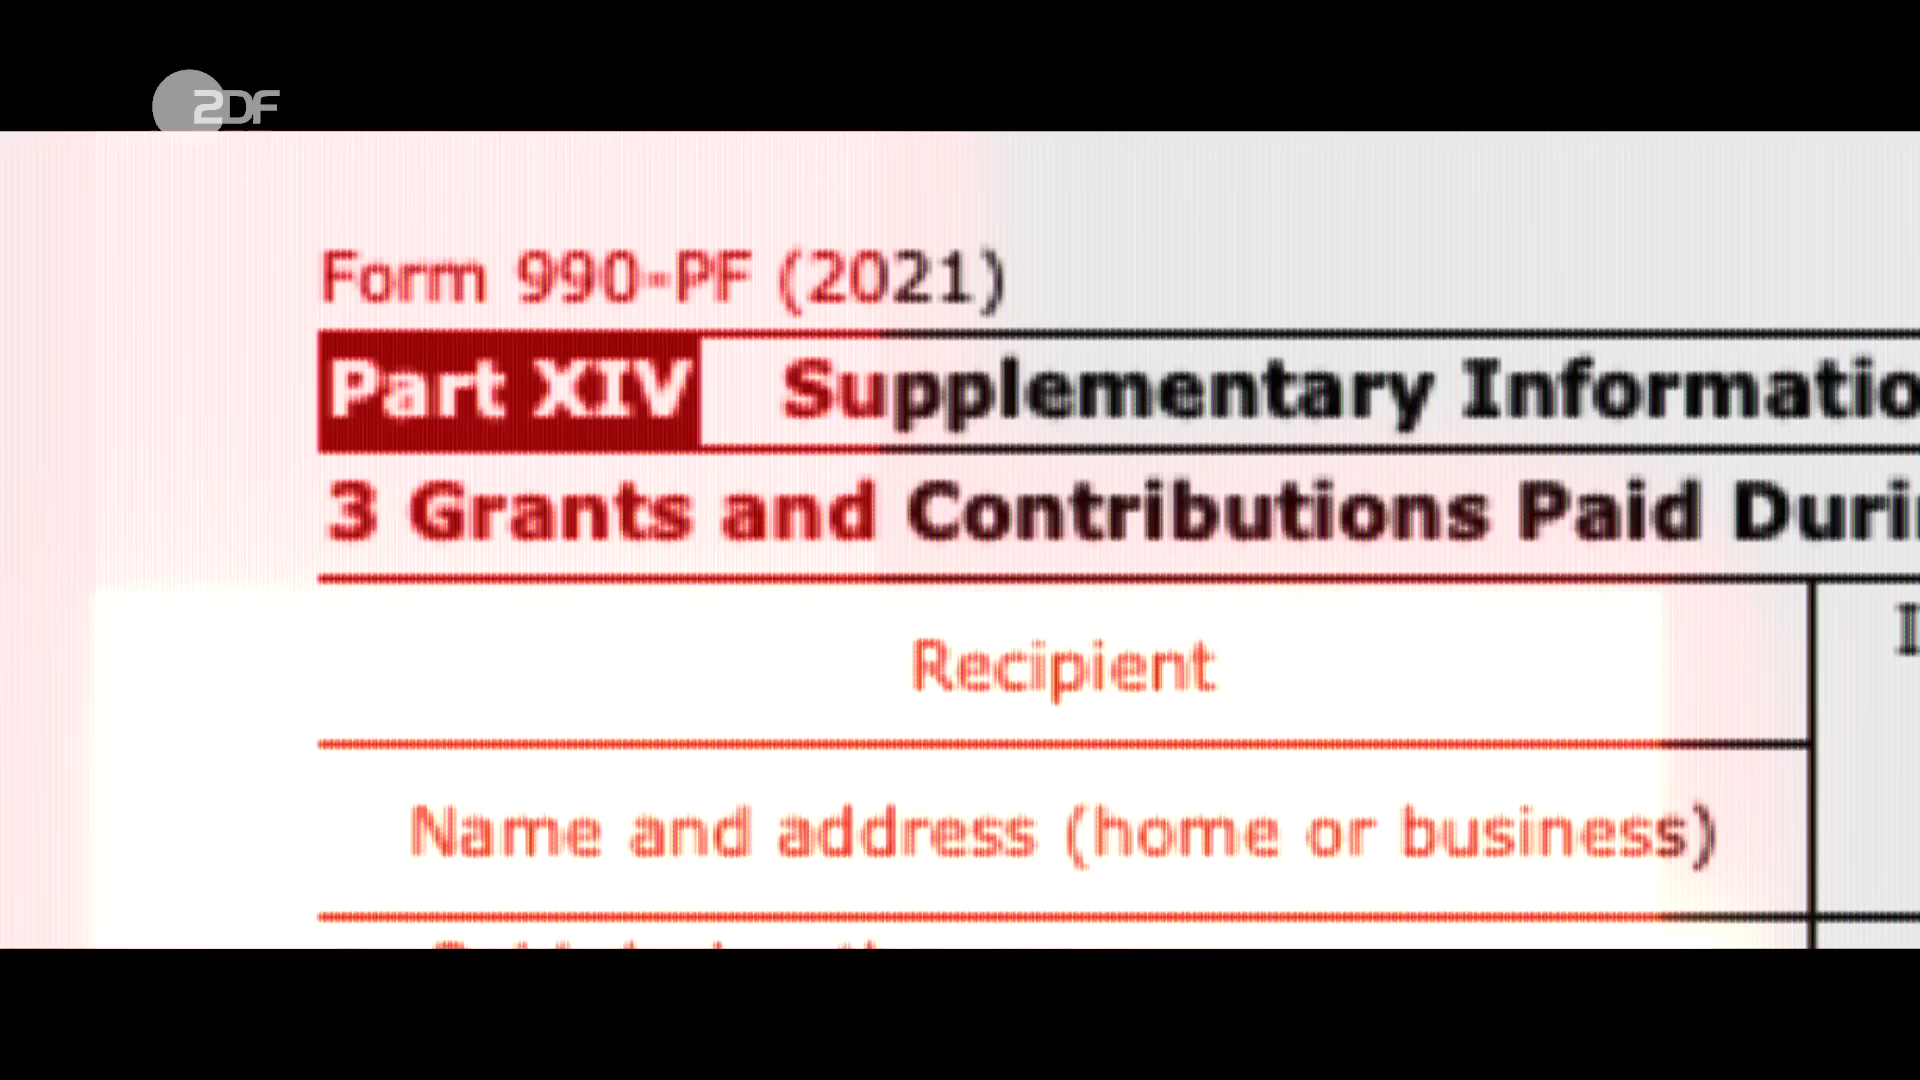 ZDF
Form 990-PF (2021)
Part XIV Supplementary Informatio
3 Grants and Contributions Paid Duri
Recipient
Name and address (home or business)